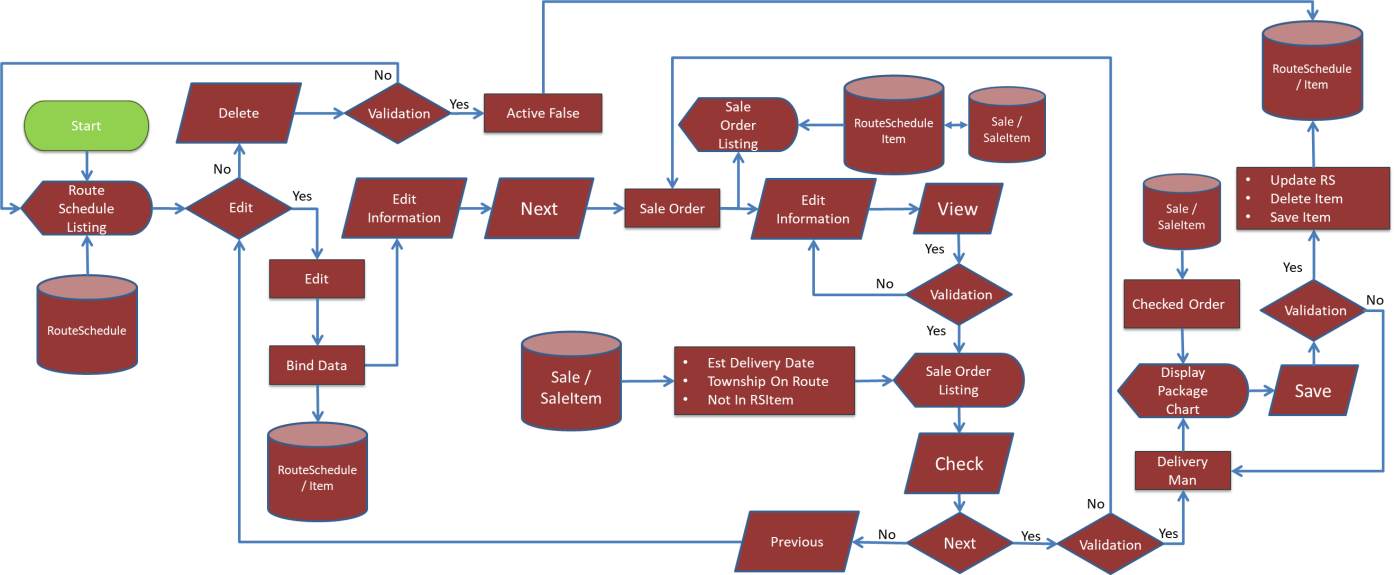 RouteSchedule
/ Item
No
Delete
Validation
Yes
Active False
Sale
Order
Listing
RouteSchedule
Item
Sale /
SaleItem
Start
No
Yes
Route
Schedule
Listing
Edit
Edit
Information
Next
Sale Order
Edit
Information
View
Sale /
SaleItem
• Update RS
• Delete Item
• Save Item
Yes
No
Validation
Yes
Edit
RouteSchedule
Bind Data
RouteSchedule
/ Item
Sale /
SaleItem
• Est Delivery Date
• Township On Route
• Not In RSItem
Sale Order
Listing
Checked Order
Yes
Validation
No
Display
Package
Chart
Save
Check
Delivery
Man
Previous
No
Next
Yes
No
Validation
Yes